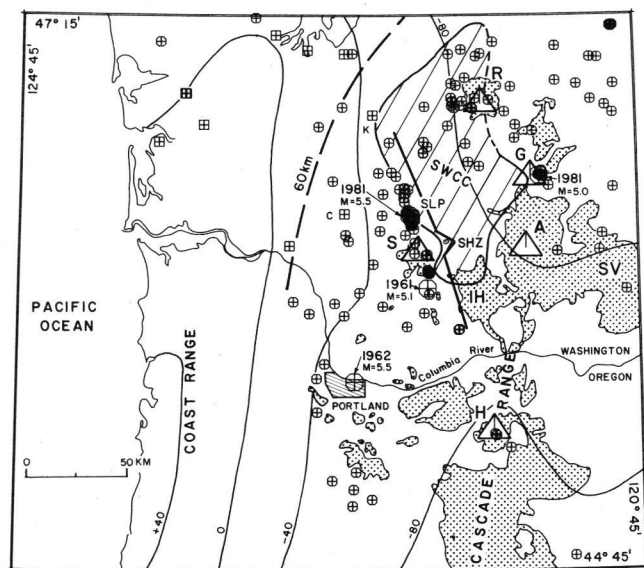 47° 15'
124° 45'
-80
R
K
60km
SWCC
G
1981
M=5.0
1981
M=5.5
SLP
C
S
SHZ
A
SV
IH
1961
M=5.1
PACIFIC
OCEAN
COAST RANGE
1962
M=5.5
Columbia River
WASHINGTON
OREGON
PORTLAND
CASCADE RANGE
H
0 50 KM
+40
0
-40
-80
120° 45'
44° 45'